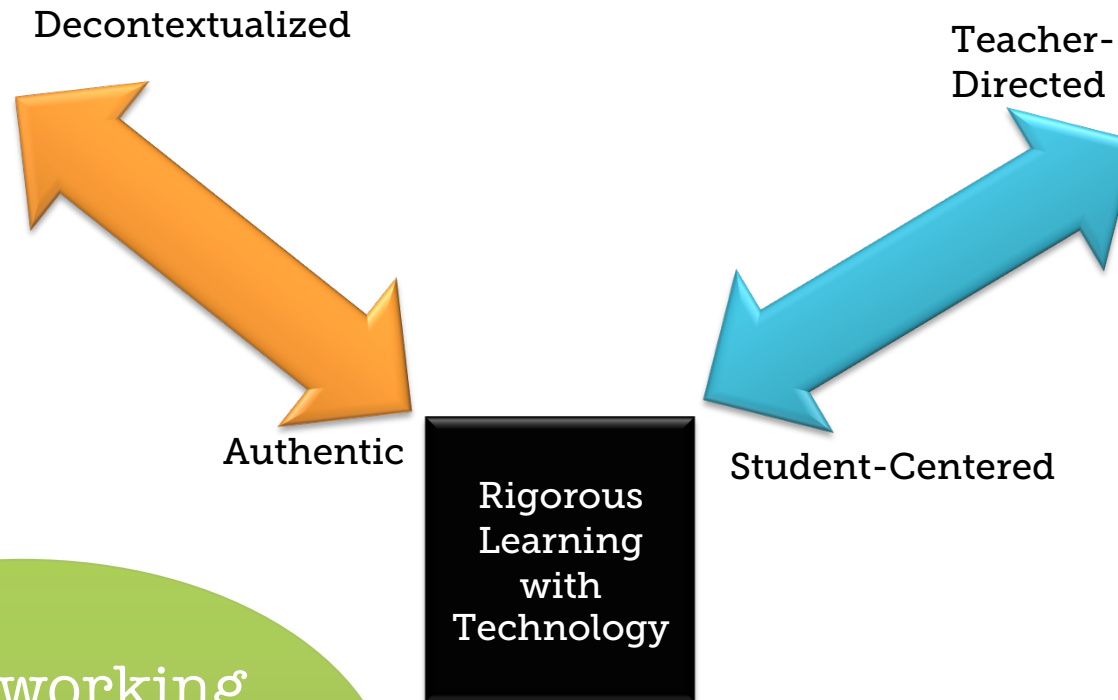 Decontextualized
Teacher-
Directed
Authentic
Student-Centered
Rigorous
Learning
with
Technology
working